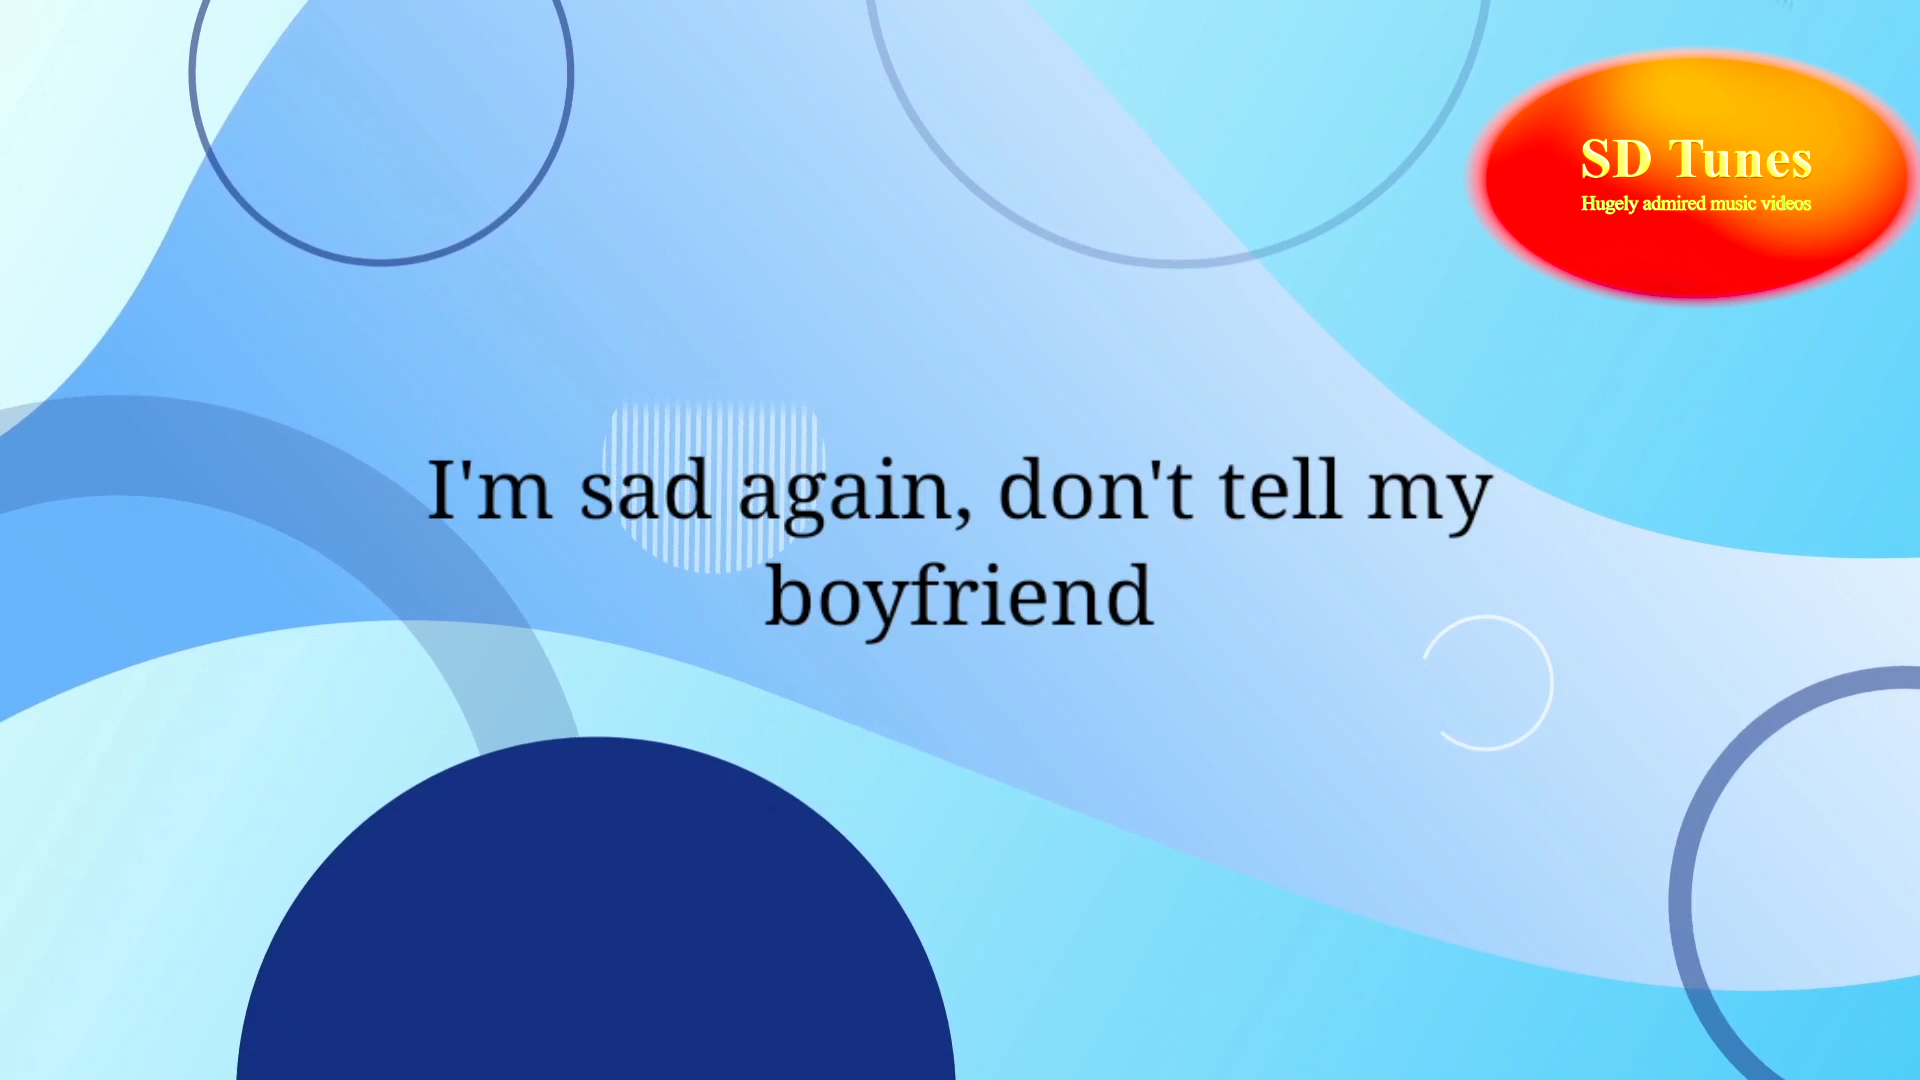 SD Tunes
Hugely admired music videos
I'm sad again, don't tell my
boyfriend